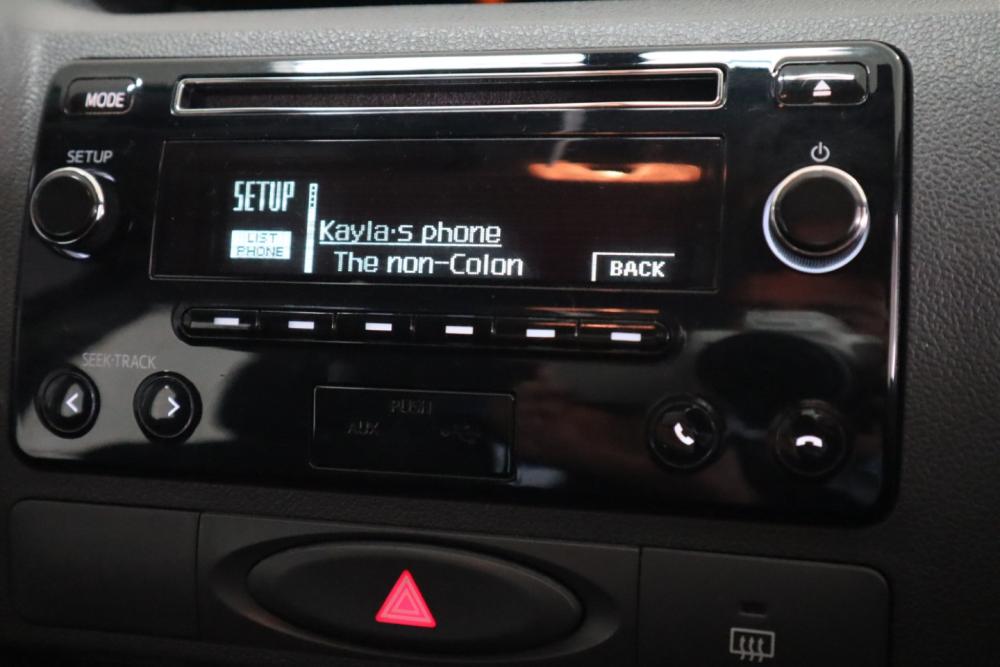 MODE
SETUP
SETUP
LIST
PHONE
Kayla·s phone
The non-Colon
BACK
SEEK·TRACK
PUSH
AUX